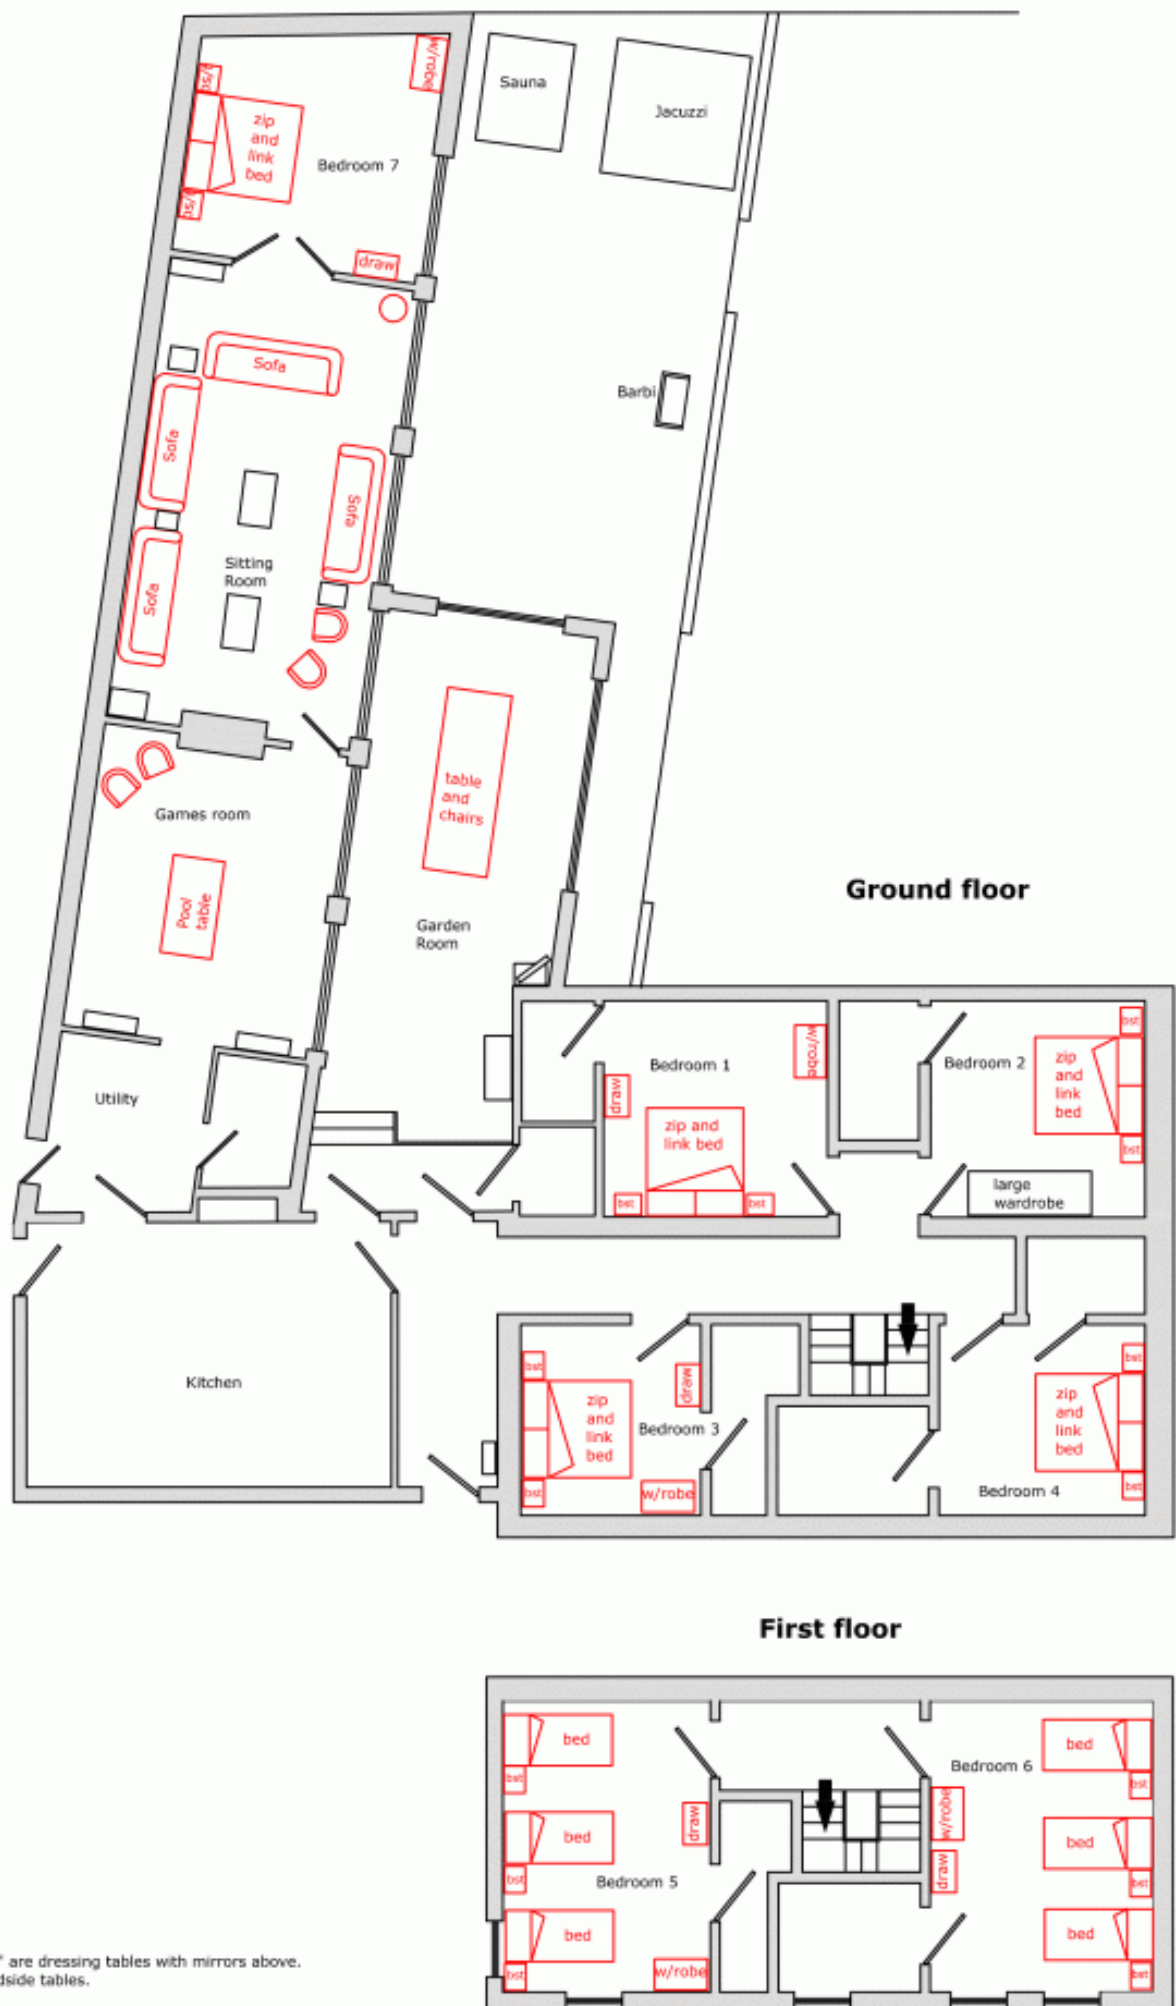 Sauna
Jacuzzi
w/robe
zip
and
link
bed
Bedroom 7
draw
Sofa
Barbi
Sofa
Sofa
Sitting
Room
Sofa
table
and
chairs
Games room
Pool
table
Garden
Room
Ground floor
Utility
Bedroom 1
w/robe
draw
zip and
link bed
bst
bst
Bedroom 2
bst
zip
and
link
bed
bst
large
wardrobe
Kitchen
bst
zip
and
link
bed
bst
draw
Bedroom 3
w/robe
bst
zip
and
link
bed
bst
Bedroom 4
First floor
bed
bst
bed
bst
bed
bst
draw
Bedroom 5
w/robe
Bedroom 6
w/robe
draw
bed
bst
bed
bst
bed
bst
" are dressing tables with mirrors above.
dside tables.